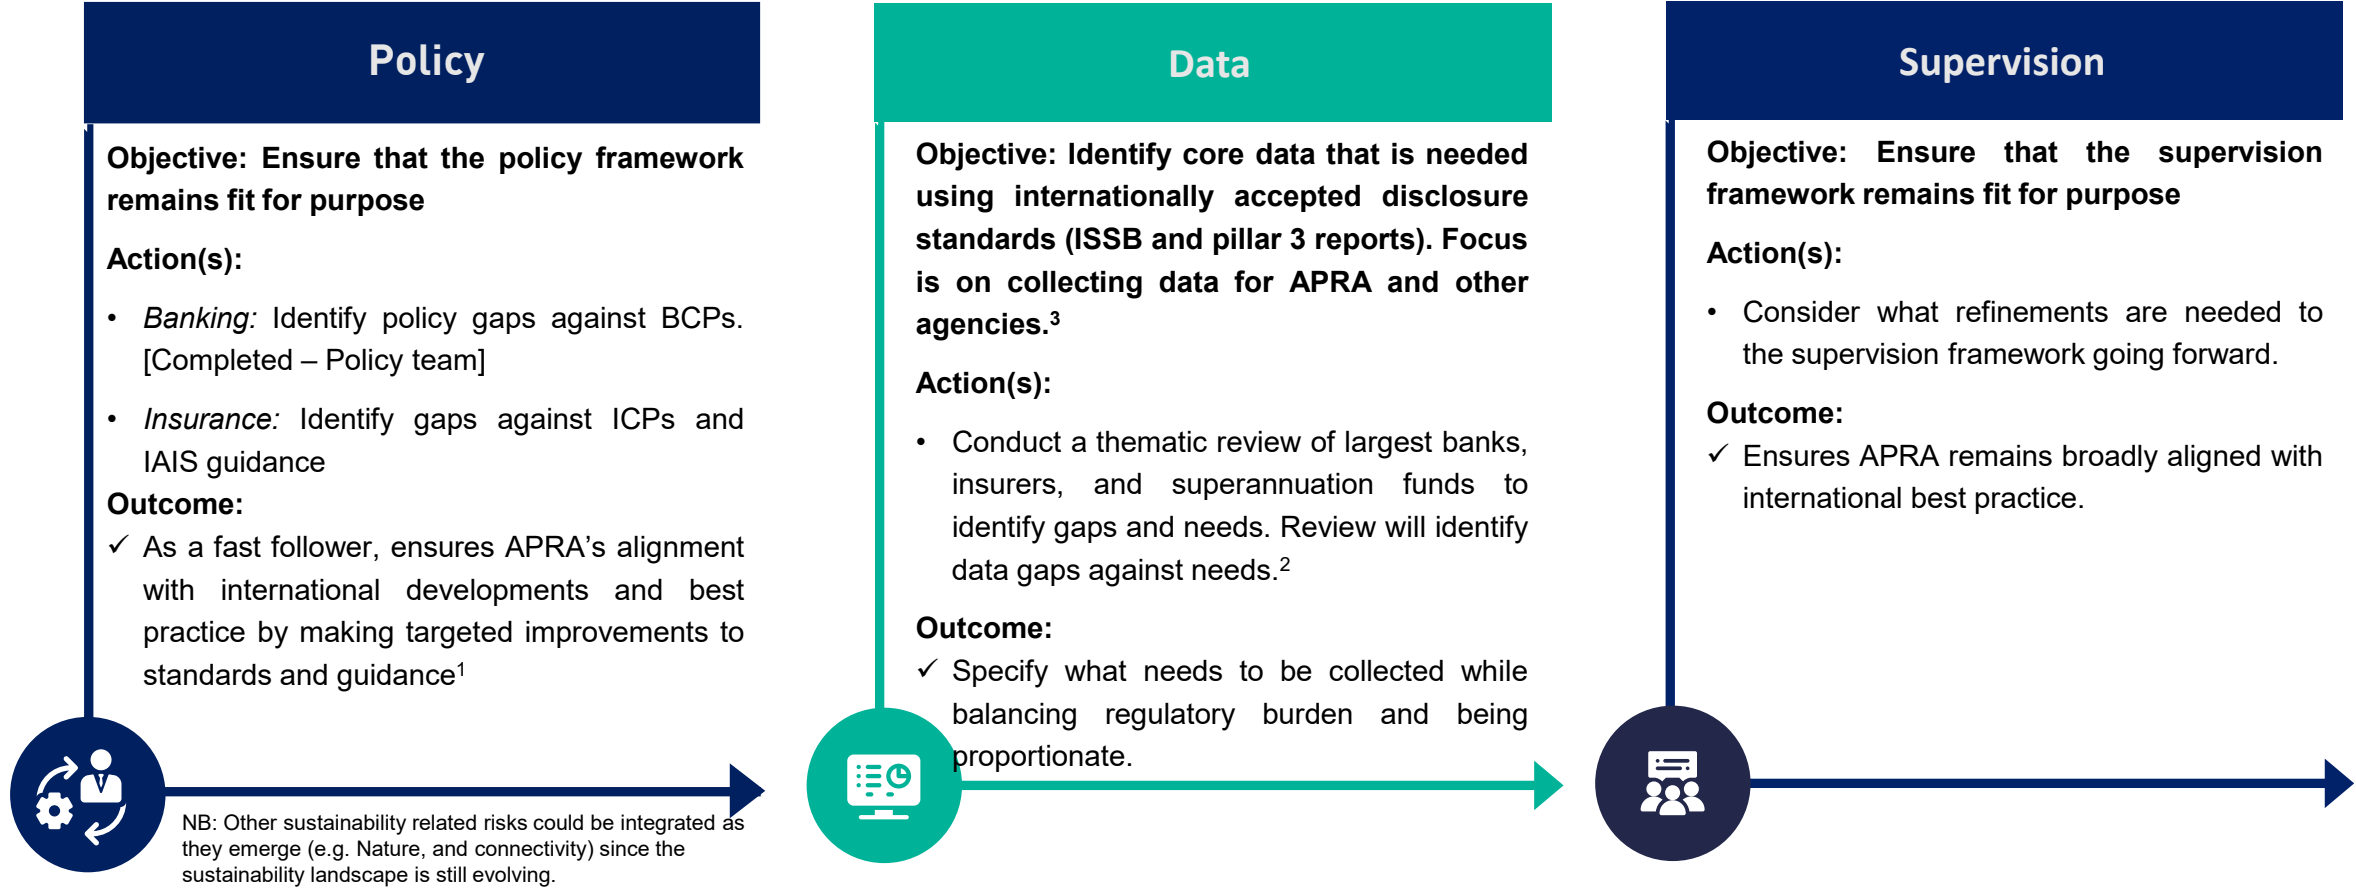 Policy
Objective: Ensure that the policy framework
remains fit for purpose
Action(s):
• Banking: Identify policy gaps against BCPs.
[Completed – Policy team]
• Insurance: Identify gaps against ICPs and
IAIS guidance
Outcome:
✓ As a fast follower, ensures APRA’s alignment
with international developments and best
practice by making targeted improvements to
standards and guidance1
NB: Other sustainability related risks could be integrated as
they emerge (e.g. Nature, and connectivity) since the
sustainability landscape is still evolving.
Data
Objective: Identify core data that is needed
using internationally accepted disclosure
standards (ISSB and pillar 3 reports). Focus
is on collecting data for APRA and other
agencies.3
Action(s):
• Conduct a thematic review of largest banks,
insurers, and superannuation funds to
identify gaps and needs. Review will identify
data gaps against needs.2
Outcome:
✓ Specify what needs to be collected while
balancing regulatory burden and being
proportionate.
Supervision
Objective: Ensure that the supervision
framework remains fit for purpose
Action(s):
• Consider what refinements are needed to
the supervision framework going forward.
Outcome:
✓ Ensures APRA remains broadly aligned with
international best practice.